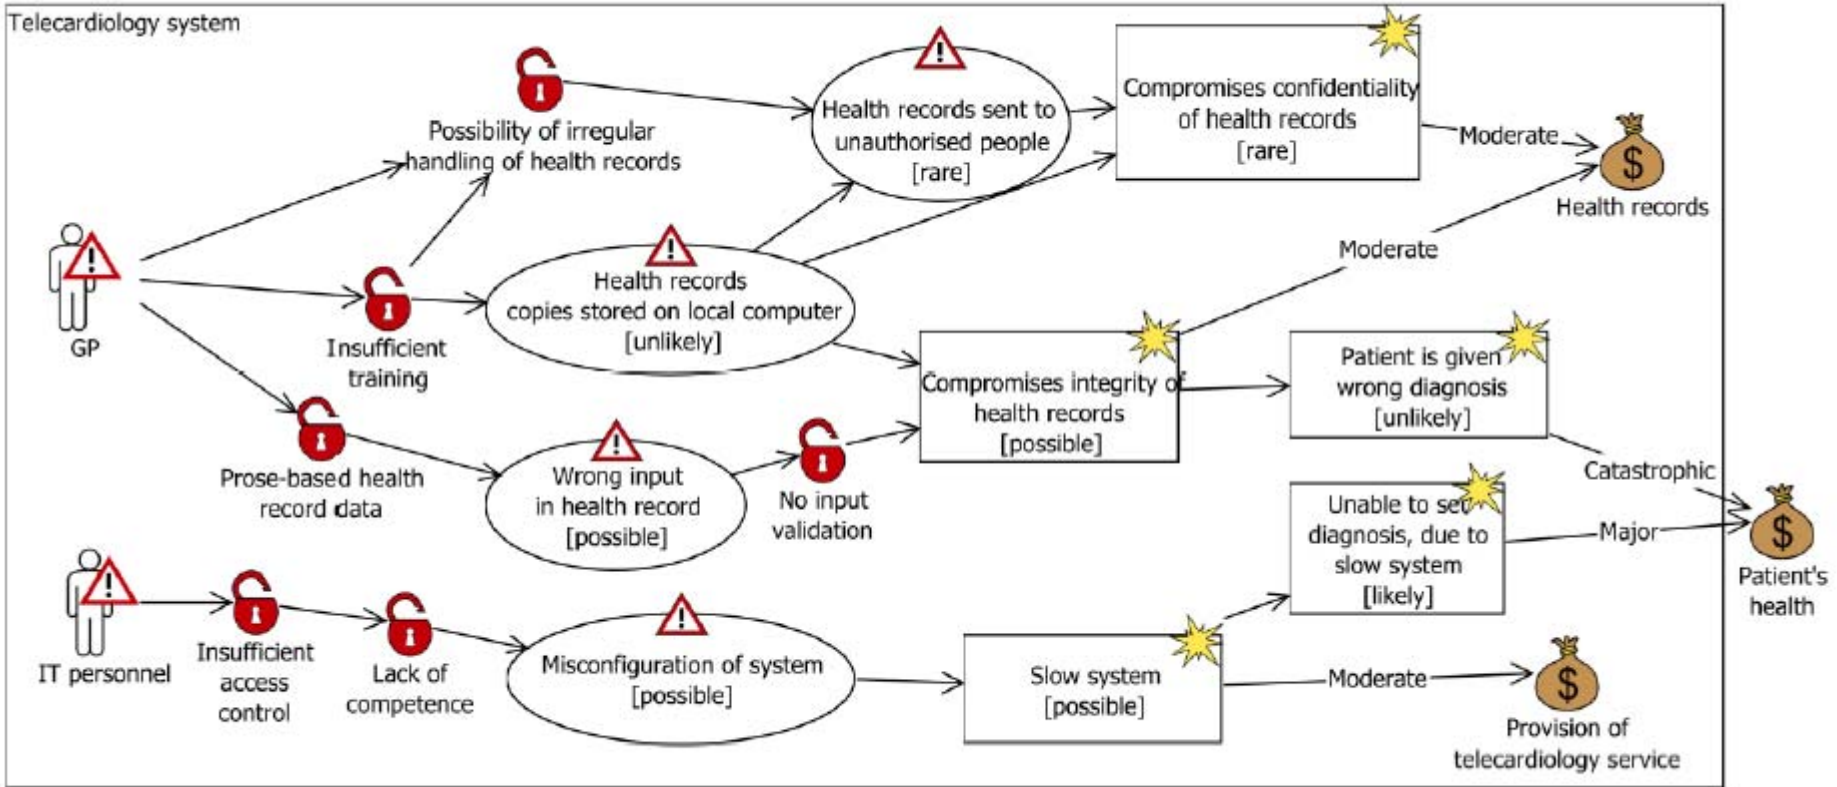 Telecardiology system
Possibility of irregular
handling of health records
Health records sent to
unauthorised people
[rare]
Compromises confidentiality
of health records
[rare]
Moderate
$
Health records
GP
Insufficient
training
Health records
copies stored on local computer
[unlikely]
Moderate
Compromises integrity of
health records
[possible]
Patient is given
wrong diagnosis
[unlikely]
Catastrophic
Prose-based health
record data
Wrong input
in health record
[possible]
No input
validation
Unable to set
diagnosis, due to
slow system
[likely]
Major
$
Patient's
health
IT personnel
Insufficient
access
control
Lack of
competence
Misconfiguration of system
[possible]
Slow system
[possible]
Moderate
$
Provision of
telecardiology service